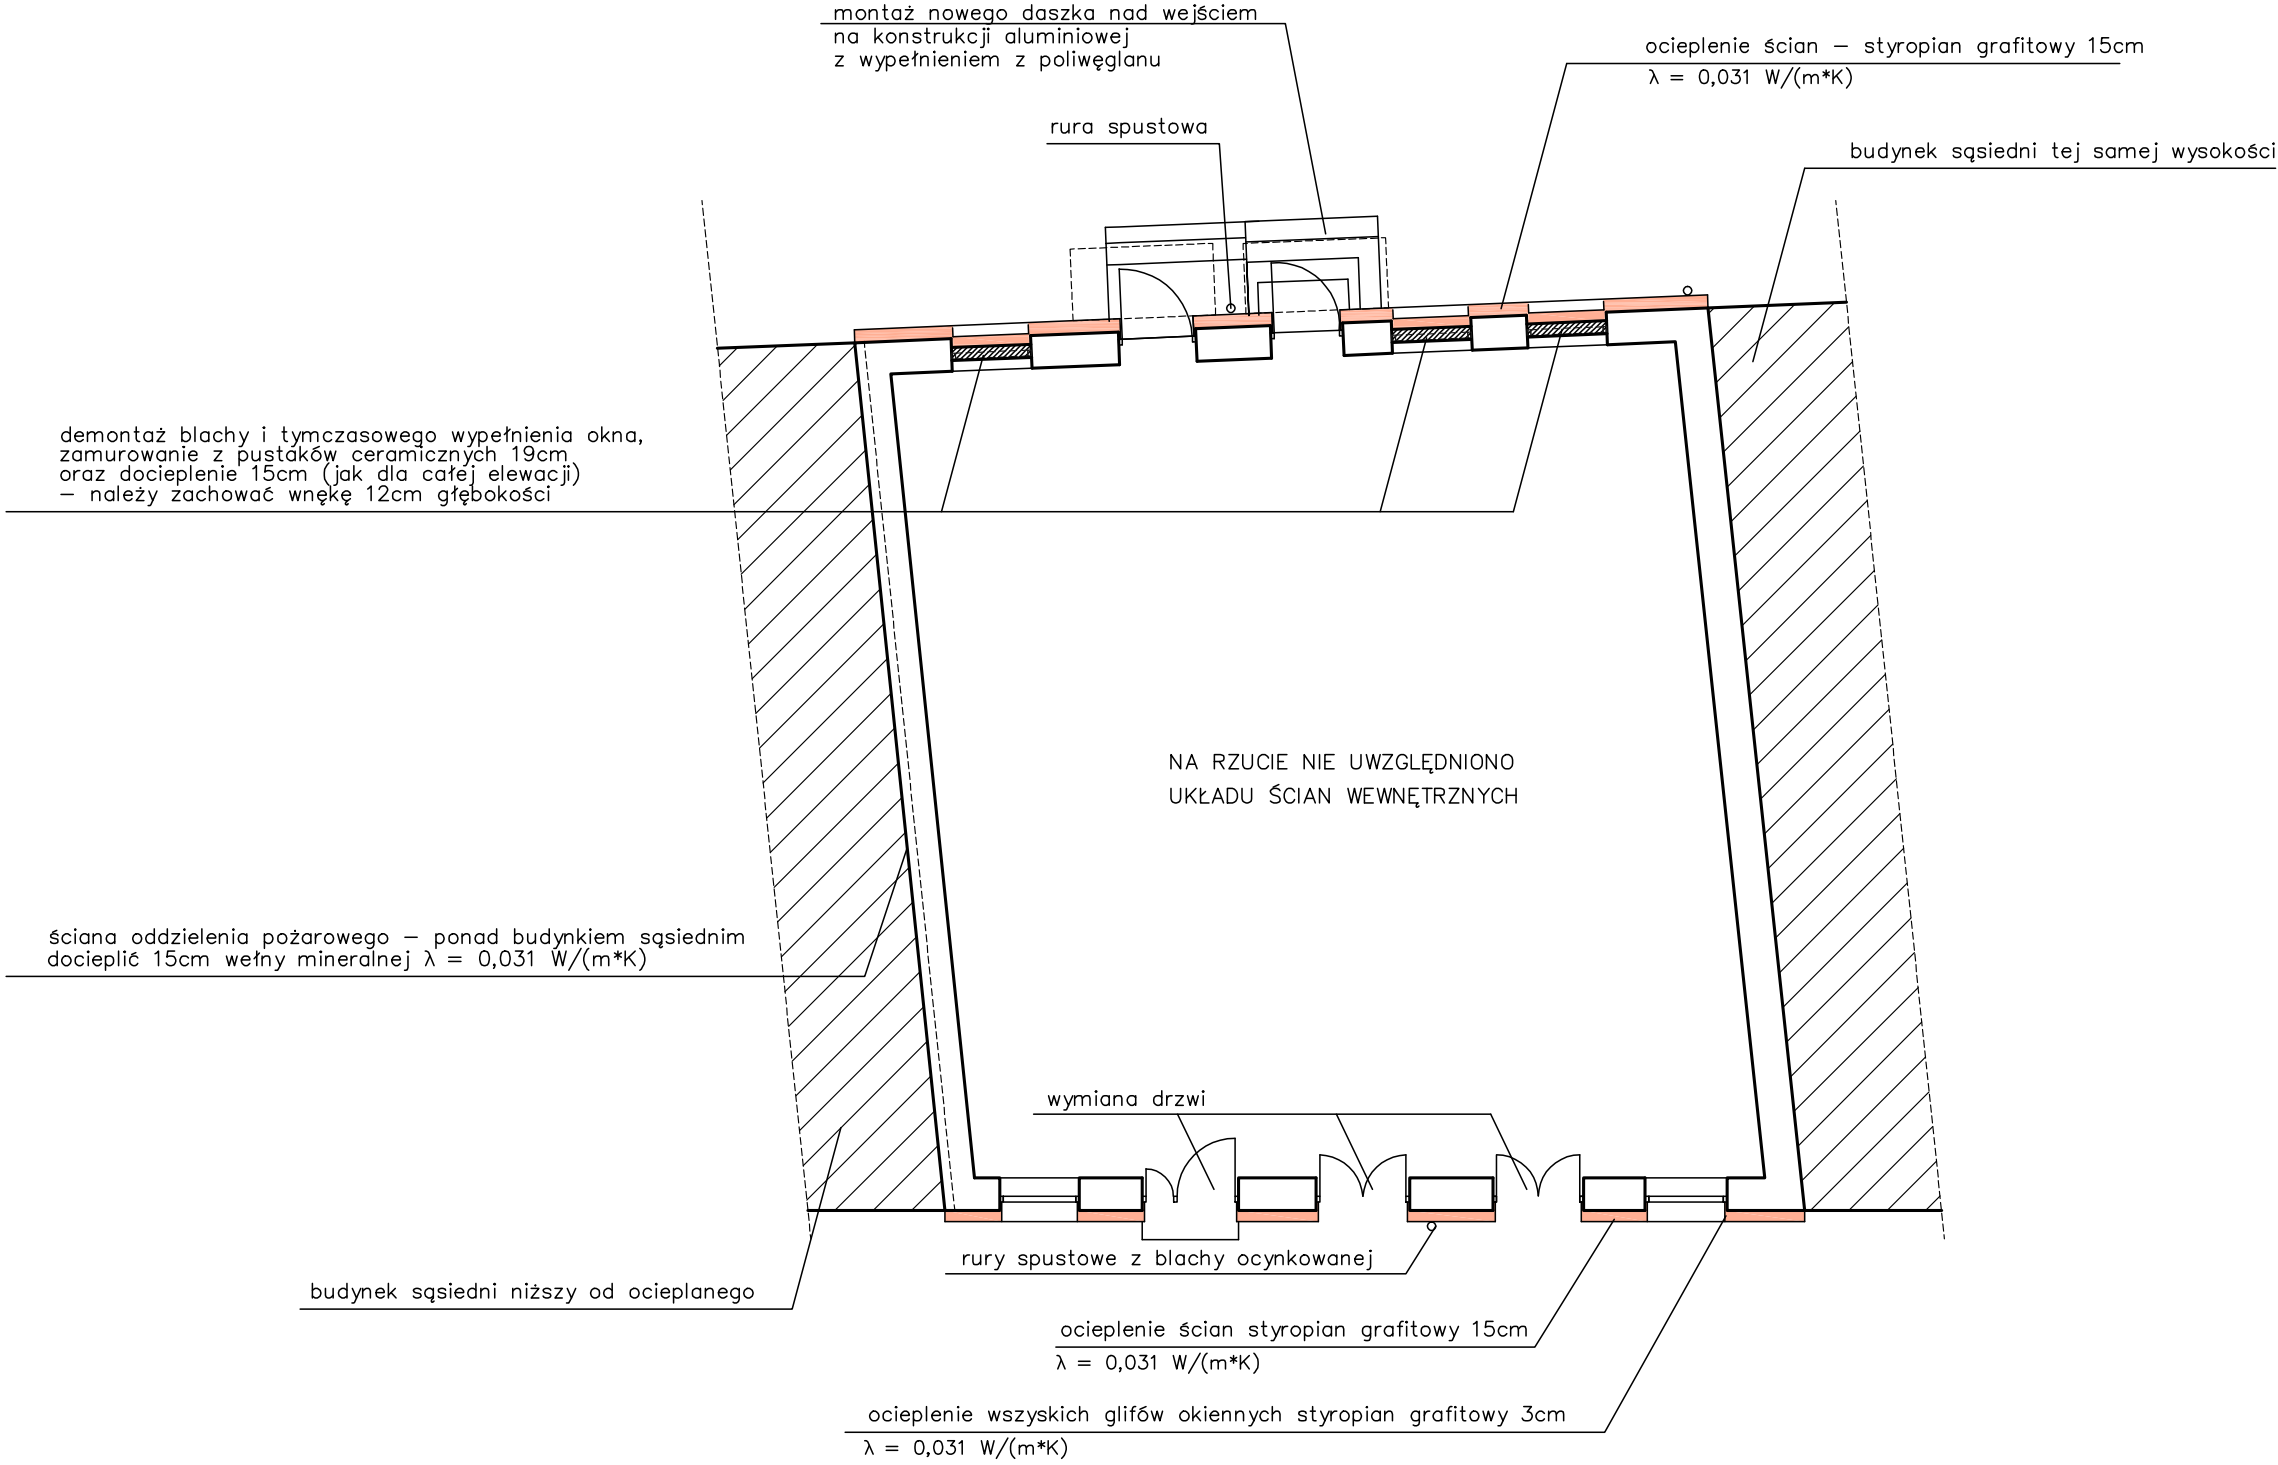 montaż nowego daszka nad wejściem
na konstrukcji aluminiowej
z wypełnieniem z poliwęglanu
ocieplenie ścian – styropian grafitowy 15cm
λ = 0,031 W/(m*K)
rura spustowa
budynek sąsiedni tej samej wysokości
demontaż blachy i tymczasowego wypełnienia okna,
zamurowanie z pustaków ceramicznych 19cm
oraz docieplenie 15cm (jak dla całej elewacji)
– należy zachować wnękę 12cm głębokości
NA RZUCIE NIE UWZGLĘDNIONO
UKŁADU ŚCIAN WEWNĘTRZNYCH
ściana oddzielenia pożarowego – ponad budynkiem sąsiednim
docieplić 15cm wełny mineralnej λ = 0,031 W/(m*K)
wymiana drzwi
rury spustowe z blachy ocynkowanej
budynek sąsiedni niższy od ocieplanego
ocieplenie ścian styropian grafitowy 15cm
λ = 0,031 W/(m*K)
ocieplenie wszyskich glifów okiennych styropian grafitowy 3cm
λ = 0,031 W/(m*K)